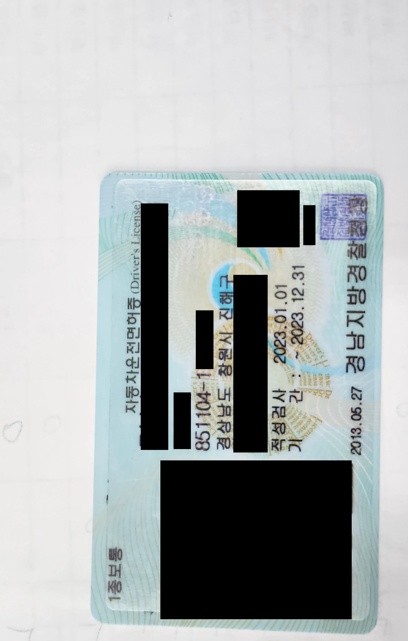 1종보통
자동차운전면허증 (Driver's License)
851104-1
경상남도 창원시 진해구
적성검사 2023.01.01
기 간 : ~ 2023.12.31
2013.05.27 경남지방경찰청장